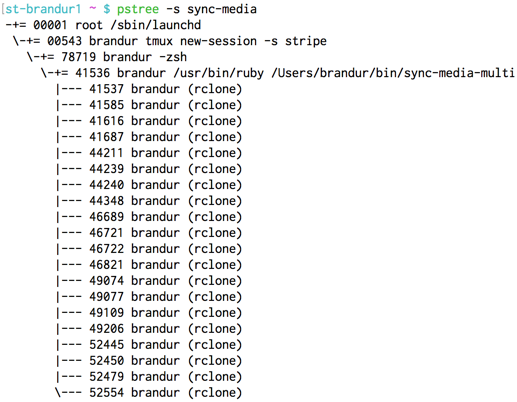 [st-brandur1 ~ $ pstree -s sync-media
-+= 00001 root /sbin/launchd
 \-+= 00543 brandur tmux new-session -s stripe
   \-+= 78719 brandur -zsh
     \-+= 41536 brandur /usr/bin/ruby /Users/brandur/bin/sync-media-multi
       |--- 41537 brandur (rclone)
       |--- 41585 brandur (rclone)
       |--- 41616 brandur (rclone)
       |--- 41687 brandur (rclone)
       |--- 44211 brandur (rclone)
       |--- 44239 brandur (rclone)
       |--- 44240 brandur (rclone)
       |--- 44348 brandur (rclone)
       |--- 46689 brandur (rclone)
       |--- 46721 brandur (rclone)
       |--- 46722 brandur (rclone)
       |--- 46821 brandur (rclone)
       |--- 49074 brandur (rclone)
       |--- 49077 brandur (rclone)
       |--- 49109 brandur (rclone)
       |--- 49206 brandur (rclone)
       |--- 52445 brandur (rclone)
       |--- 52450 brandur (rclone)
       |--- 52479 brandur (rclone)
       \--- 52554 brandur (rclone)